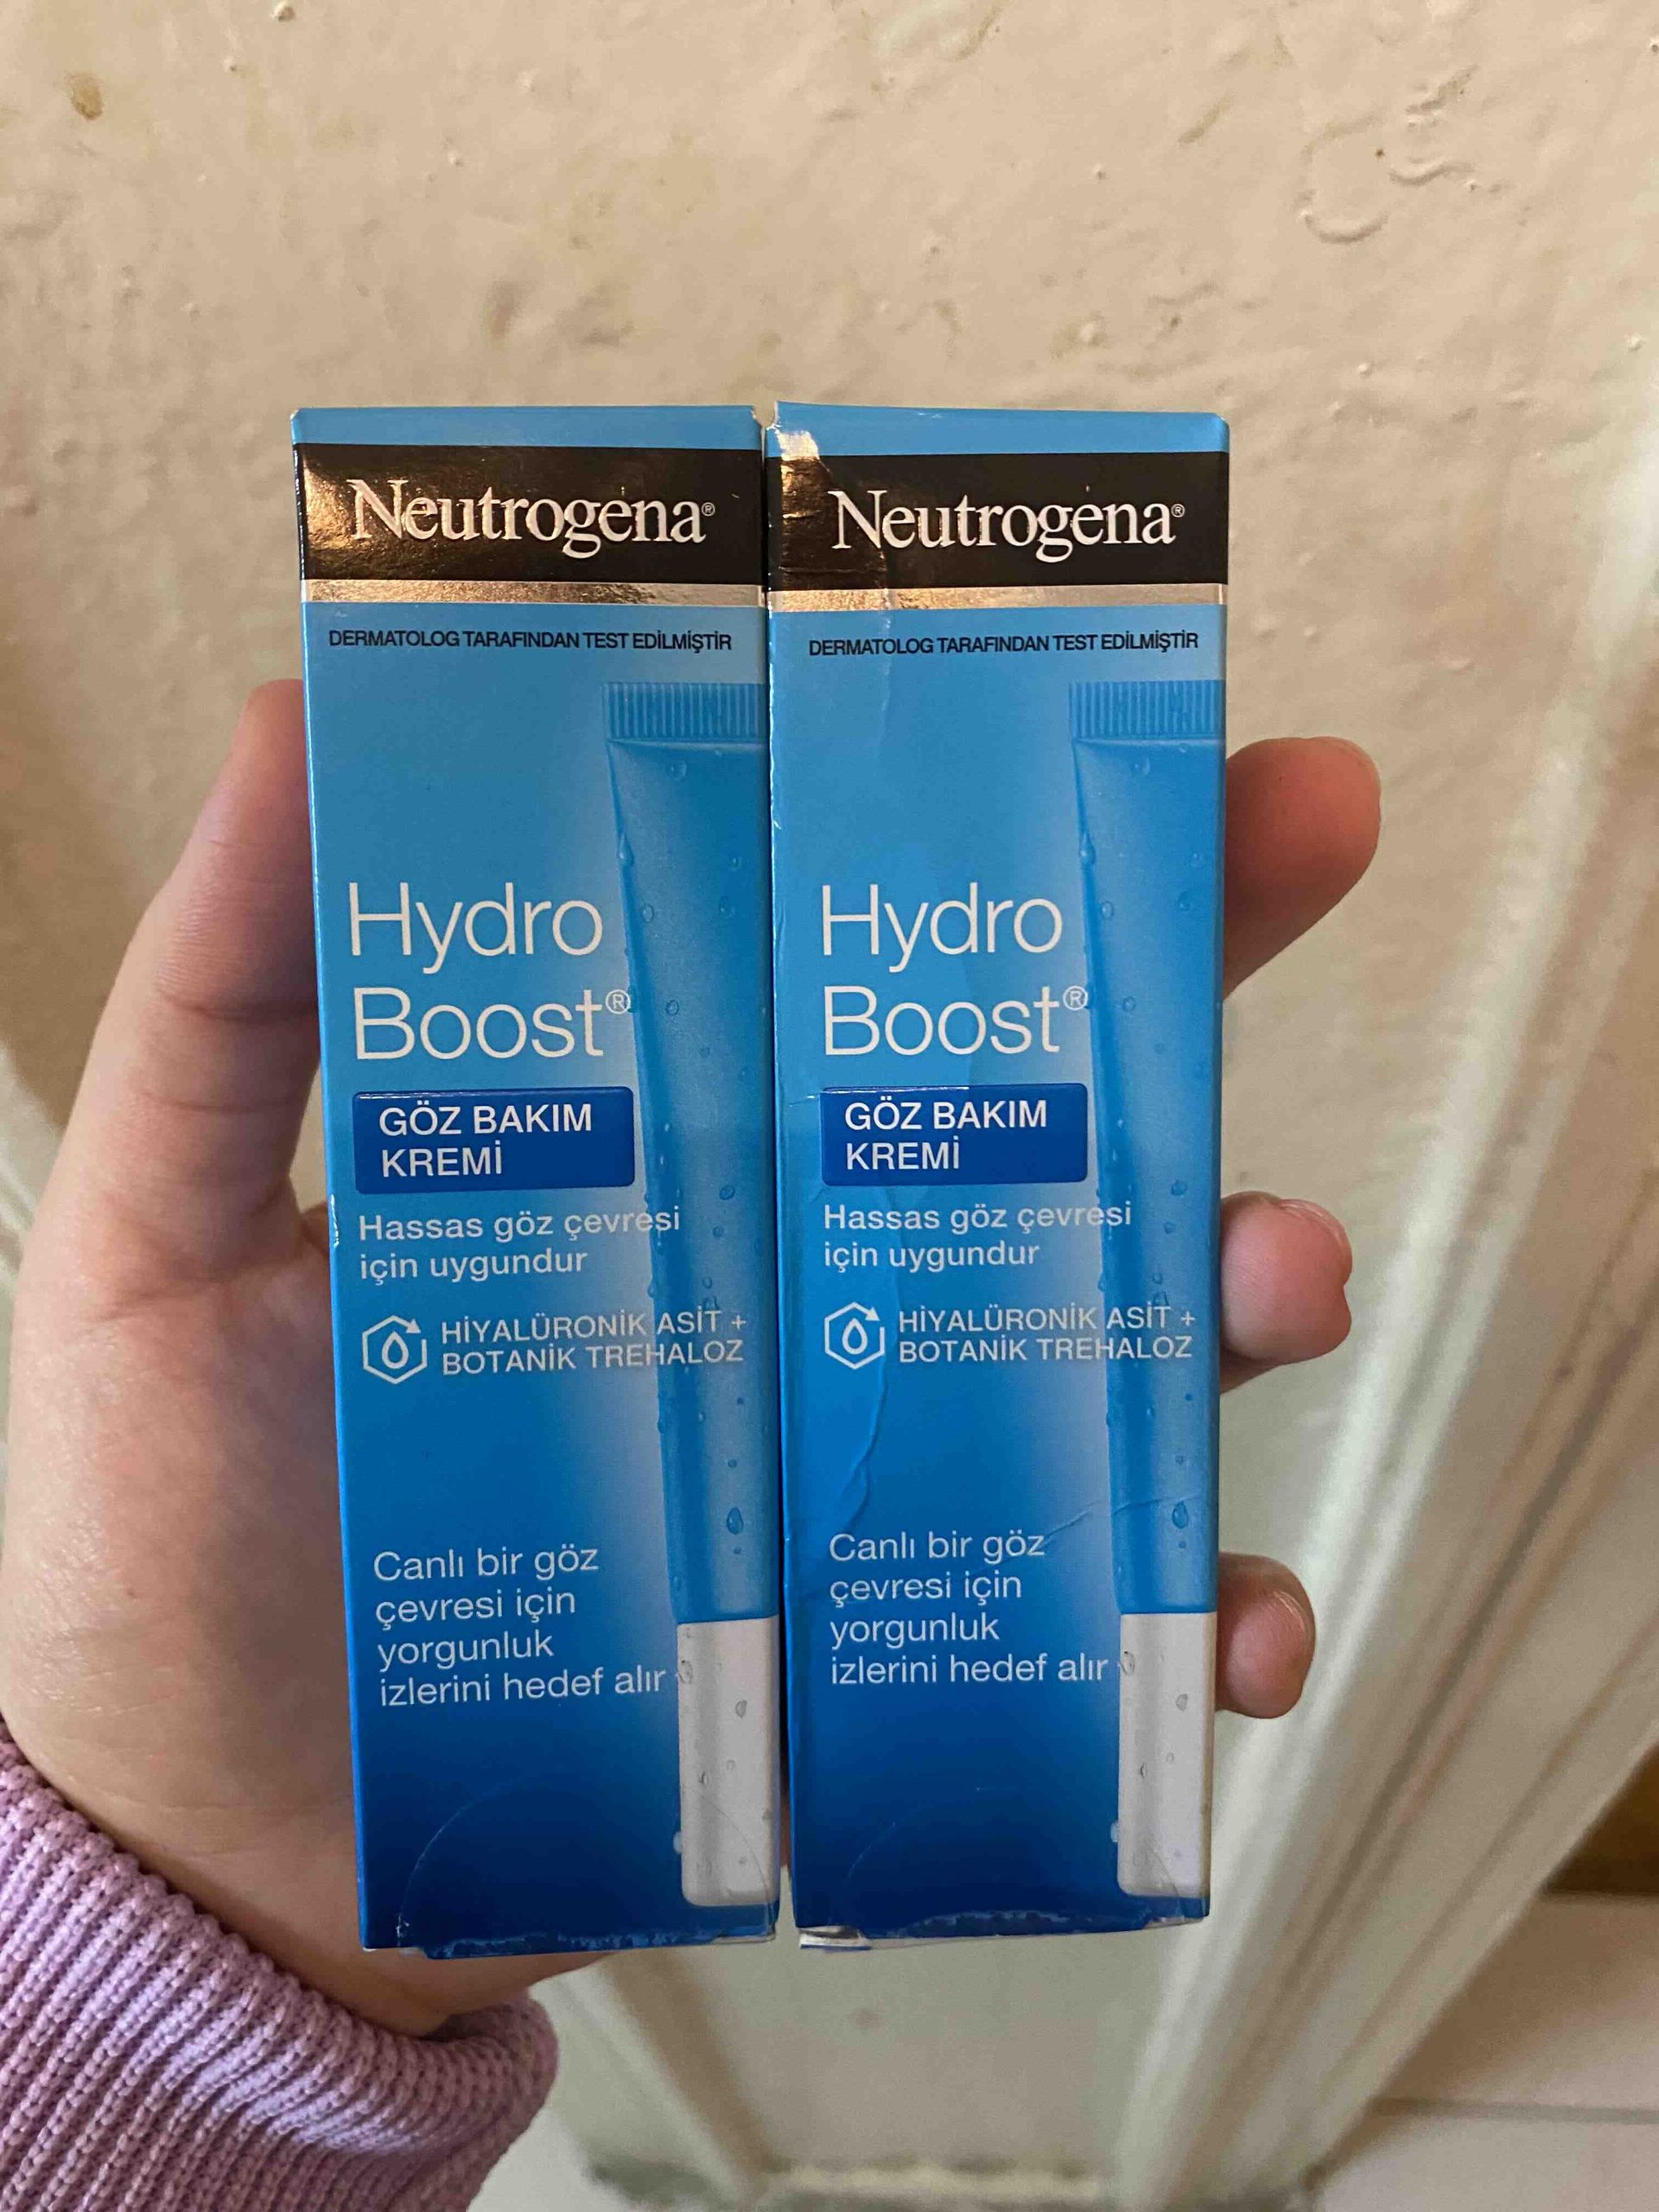 Neutrogena®
DERMATOLOG TARAFINDAN TEST EDİLMİŞTİR
Hydro
Boost®
GÖZ BAKIM
KREMİ
Hassas göz çevresi
için uygundur
HİYALÜRONİK ASİT +
BOTANİK TREHALOZ
Canlı bir göz
çevresi için
yorgunluk
izlerini hedef alır
Neutrogena®
DERMATOLOG TARAFINDAN TEST EDİLMİŞTİR
Hydro
Boost®
GÖZ BAKIM
KREMİ
Hassas göz çevresi
için uygundur
HİYALÜRONİK ASİT +
BOTANİK TREHALOZ
Canlı bir göz
çevresi için
yorgunluk
izlerini hedef alır